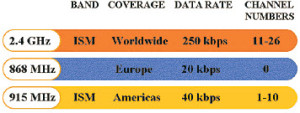 BAND COVERAGE DATA RATE CHANNEL NUMBERS
2.4 GHz ISM Worldwide 250 kbps 11-26
868 MHz Europe 20 kbps 0
915 MHz ISM Americas 40 kbps 1-10